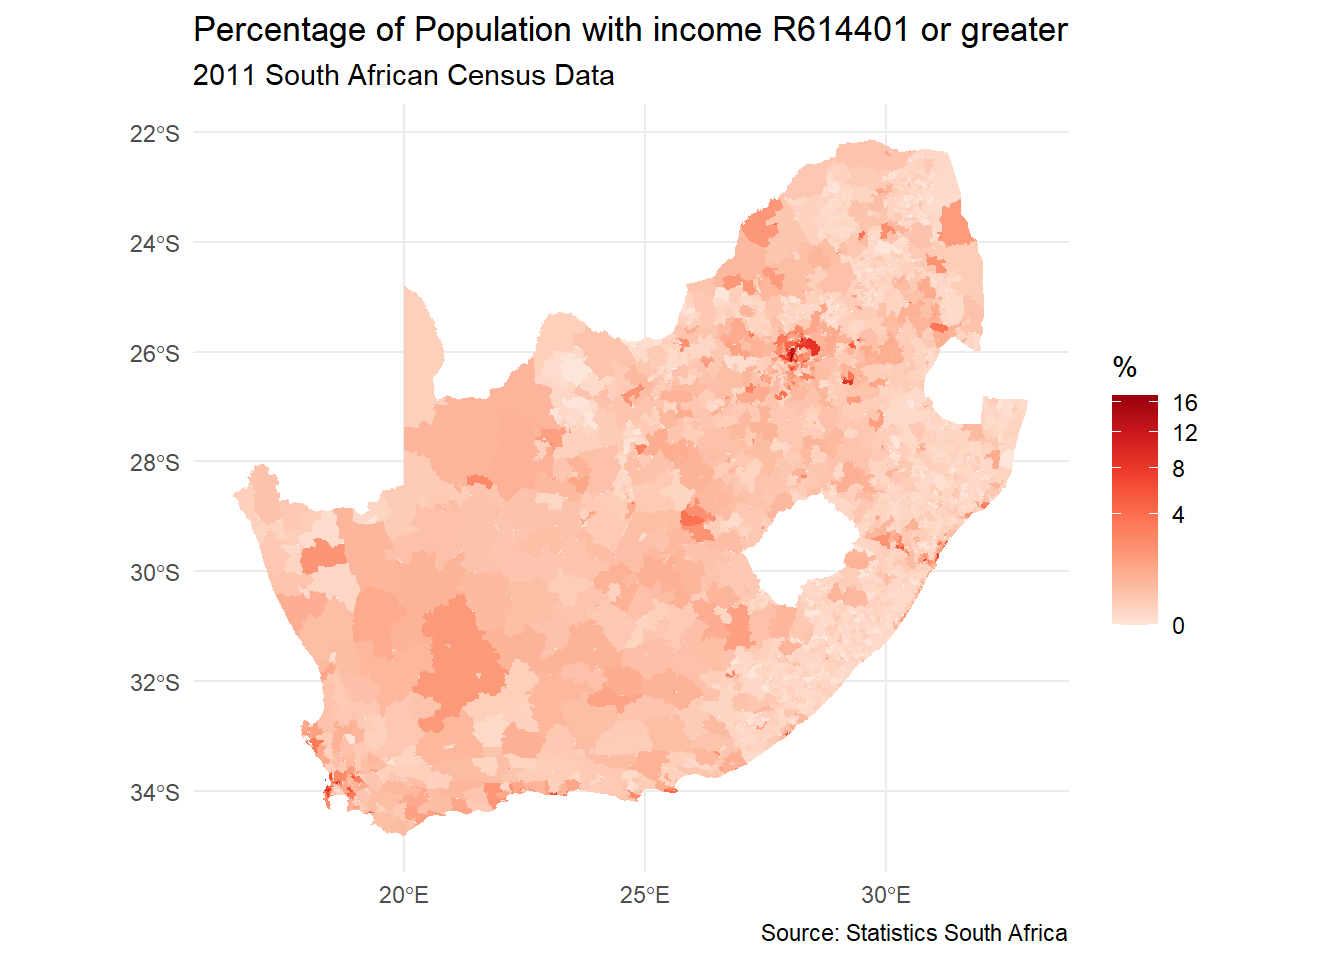 Percentage of Population with income R614401 or greater
2011 South African Census Data
22°S
24°S
26°S
28°S
30°S
32°S
34°S
20°E
25°E
30°E
%
16
12
8
4
0
Source: Statistics South Africa